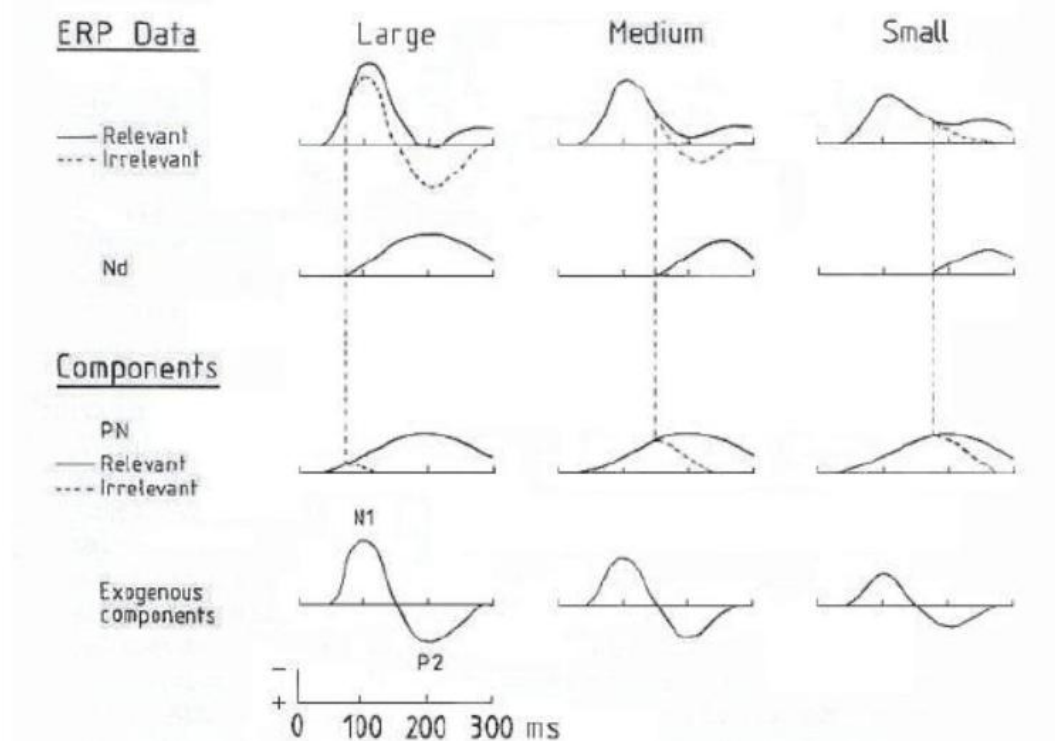 ERP Data
Large Medium Small
Relevant
Irrelevant
Nd
Components
PN
Relevant
Irrelevant
N1
Exogenous
components
P2
−
+
0 100 200 300 ms